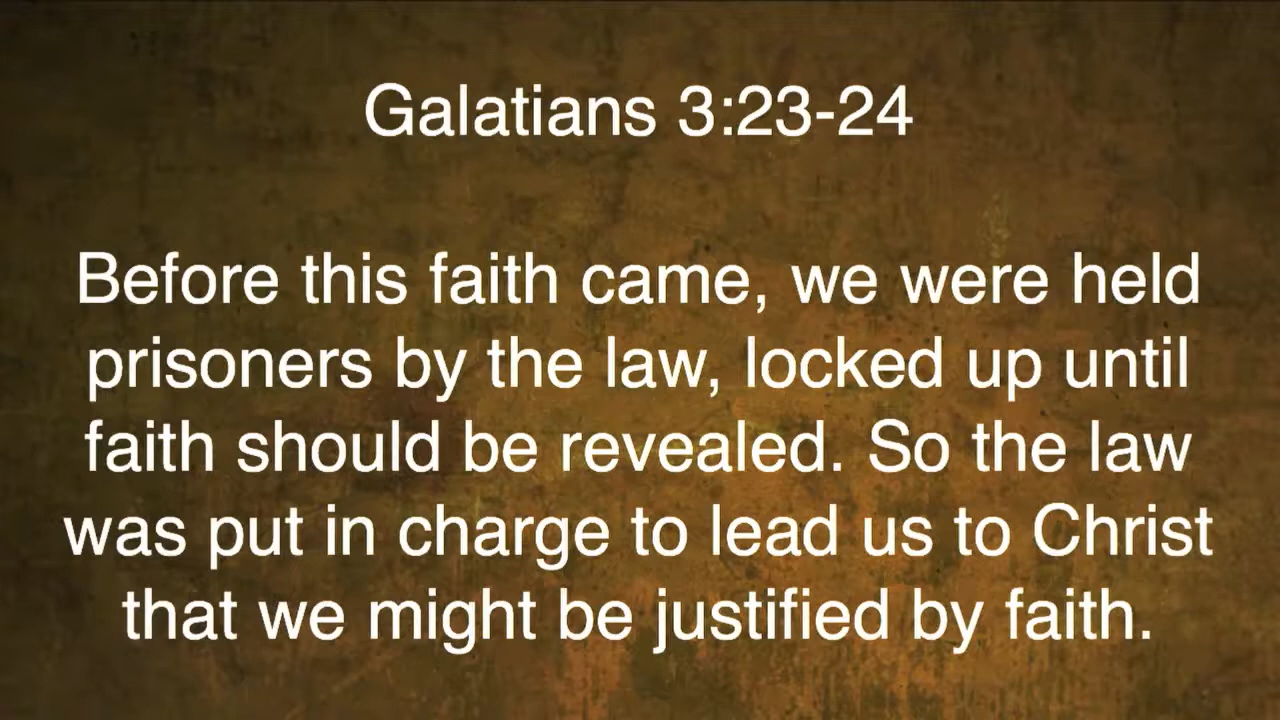 Galatians 3:23-24
Before this faith came, we were held
prisoners by the law, locked up until
faith should be revealed. So the law
was put in charge to lead us to Christ
that we might be justified by faith.